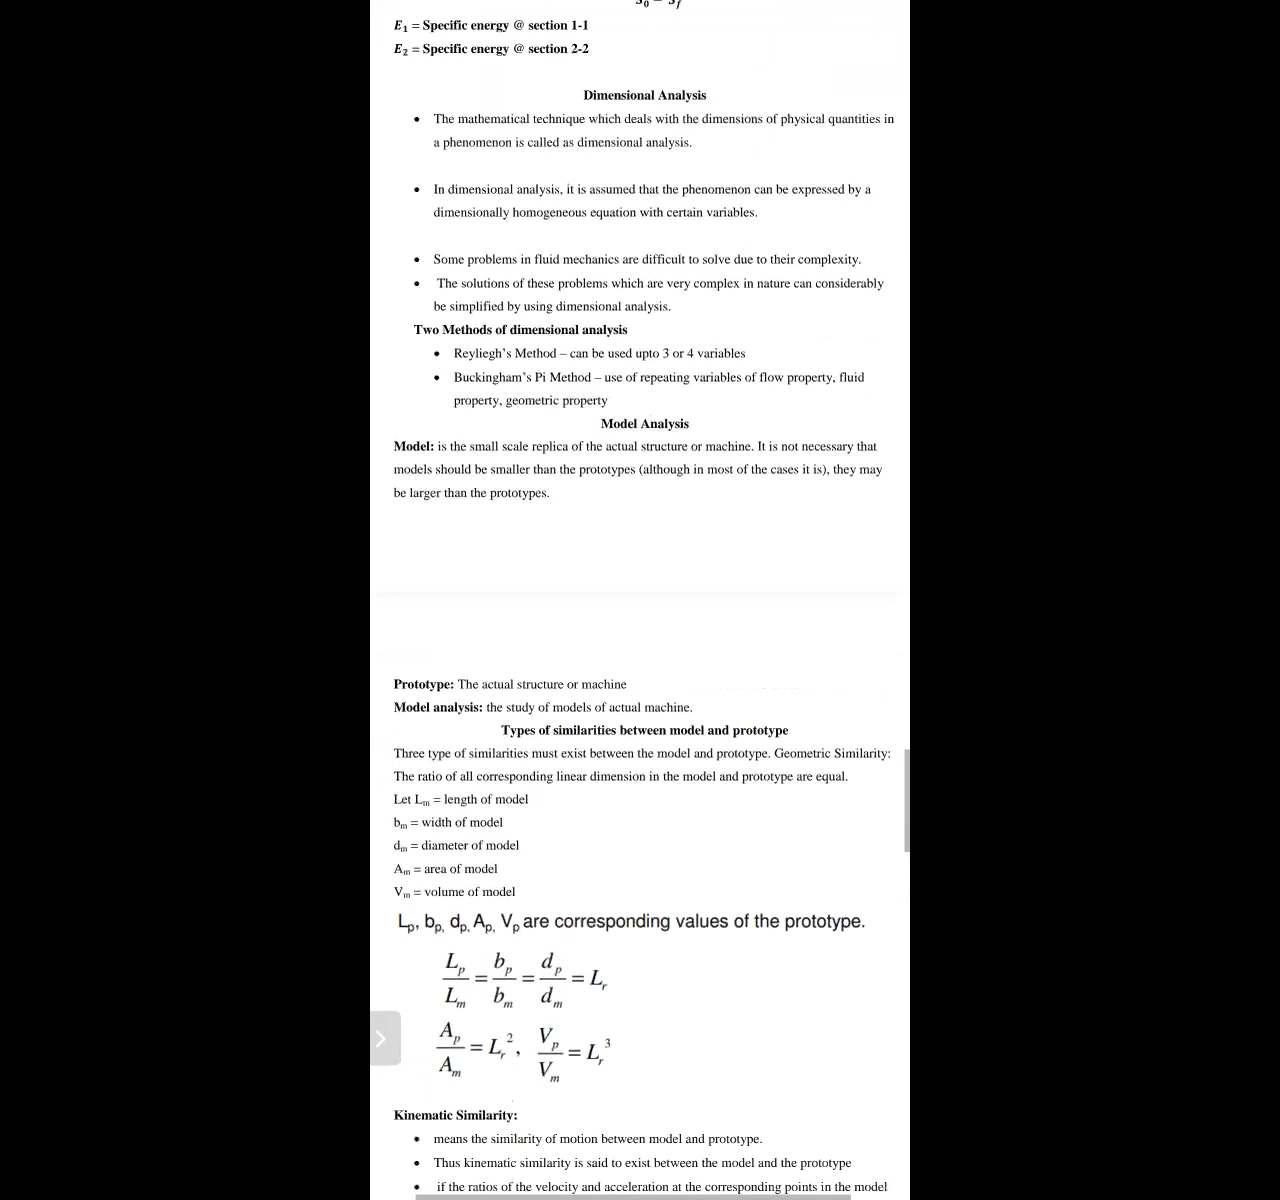 S₀ − S_f
E₁ = Specific energy @ section 1-1
E₂ = Specific energy @ section 2-2
Dimensional Analysis
• The mathematical technique which deals with the dimensions of physical quantities in
a phenomenon is called as dimensional analysis.
• In dimensional analysis, it is assumed that the phenomenon can be expressed by a
dimensionally homogeneous equation with certain variables.
• Some problems in fluid mechanics are difficult to solve due to their complexity.
• The solutions of these problems which are very complex in nature can considerably
be simplified by using dimensional analysis.
Two Methods of dimensional analysis
• Reyliegh’s Method – can be used upto 3 or 4 variables
• Buckingham’s Pi Method – use of repeating variables of flow property, fluid
property, geometric property
Model Analysis
Model: is the small scale replica of the actual structure or machine. It is not necessary that
models should be smaller than the prototypes (although in most of the cases it is), they may
be larger than the prototypes.
Prototype: The actual structure or machine
Model analysis: the study of models of actual machine.
Types of similarities between model and prototype
Three type of similarities must exist between the model and prototype. Geometric Similarity:
The ratio of all corresponding linear dimension in the model and prototype are equal.
Let Lm = length of model
bm = width of model
dm = diameter of model
Am = area of model
Vm = volume of model
Lp, bp, dp, Ap, Vp are corresponding values of the prototype.
Lp/Lm = bp/bm = dp/dm = Lr
Ap/Am = Lr², Vp/Vm = Lr³
Kinematic Similarity:
• means the similarity of motion between model and prototype.
• Thus kinematic similarity is said to exist between the model and the prototype
• if the ratios of the velocity and acceleration at the corresponding points in the model